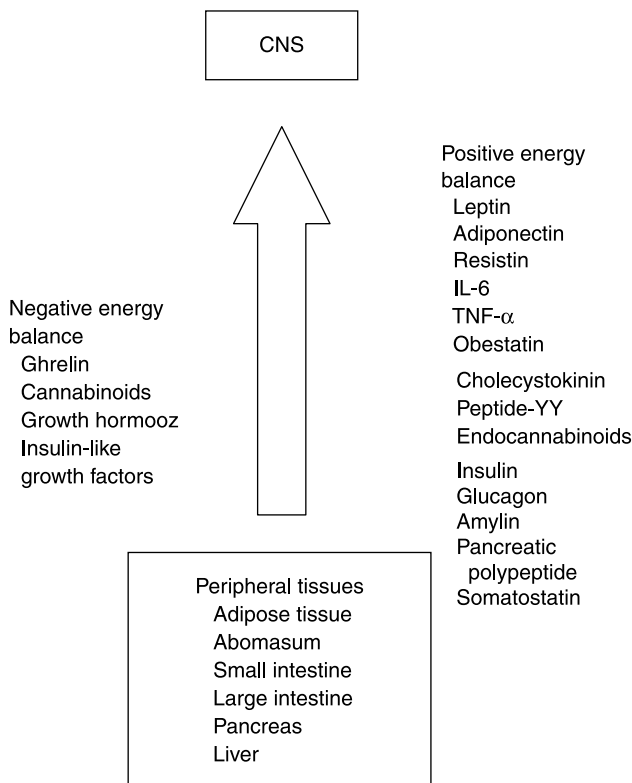 CNS
Positive energy
balance
Leptin
Adiponectin
Resistin
IL-6
TNF-α
Obestatin
Cholecystokinin
Peptide-YY
Endocannabinoids
Insulin
Glucagon
Amylin
Pancreatic
polypeptide
Somatostatin
Negative energy
balance
Ghrelin
Cannabinoids
Growth hormooz
Insulin-like
growth factors
Peripheral tissues
Adipose tissue
Abomasum
Small intestine
Large intestine
Pancreas
Liver